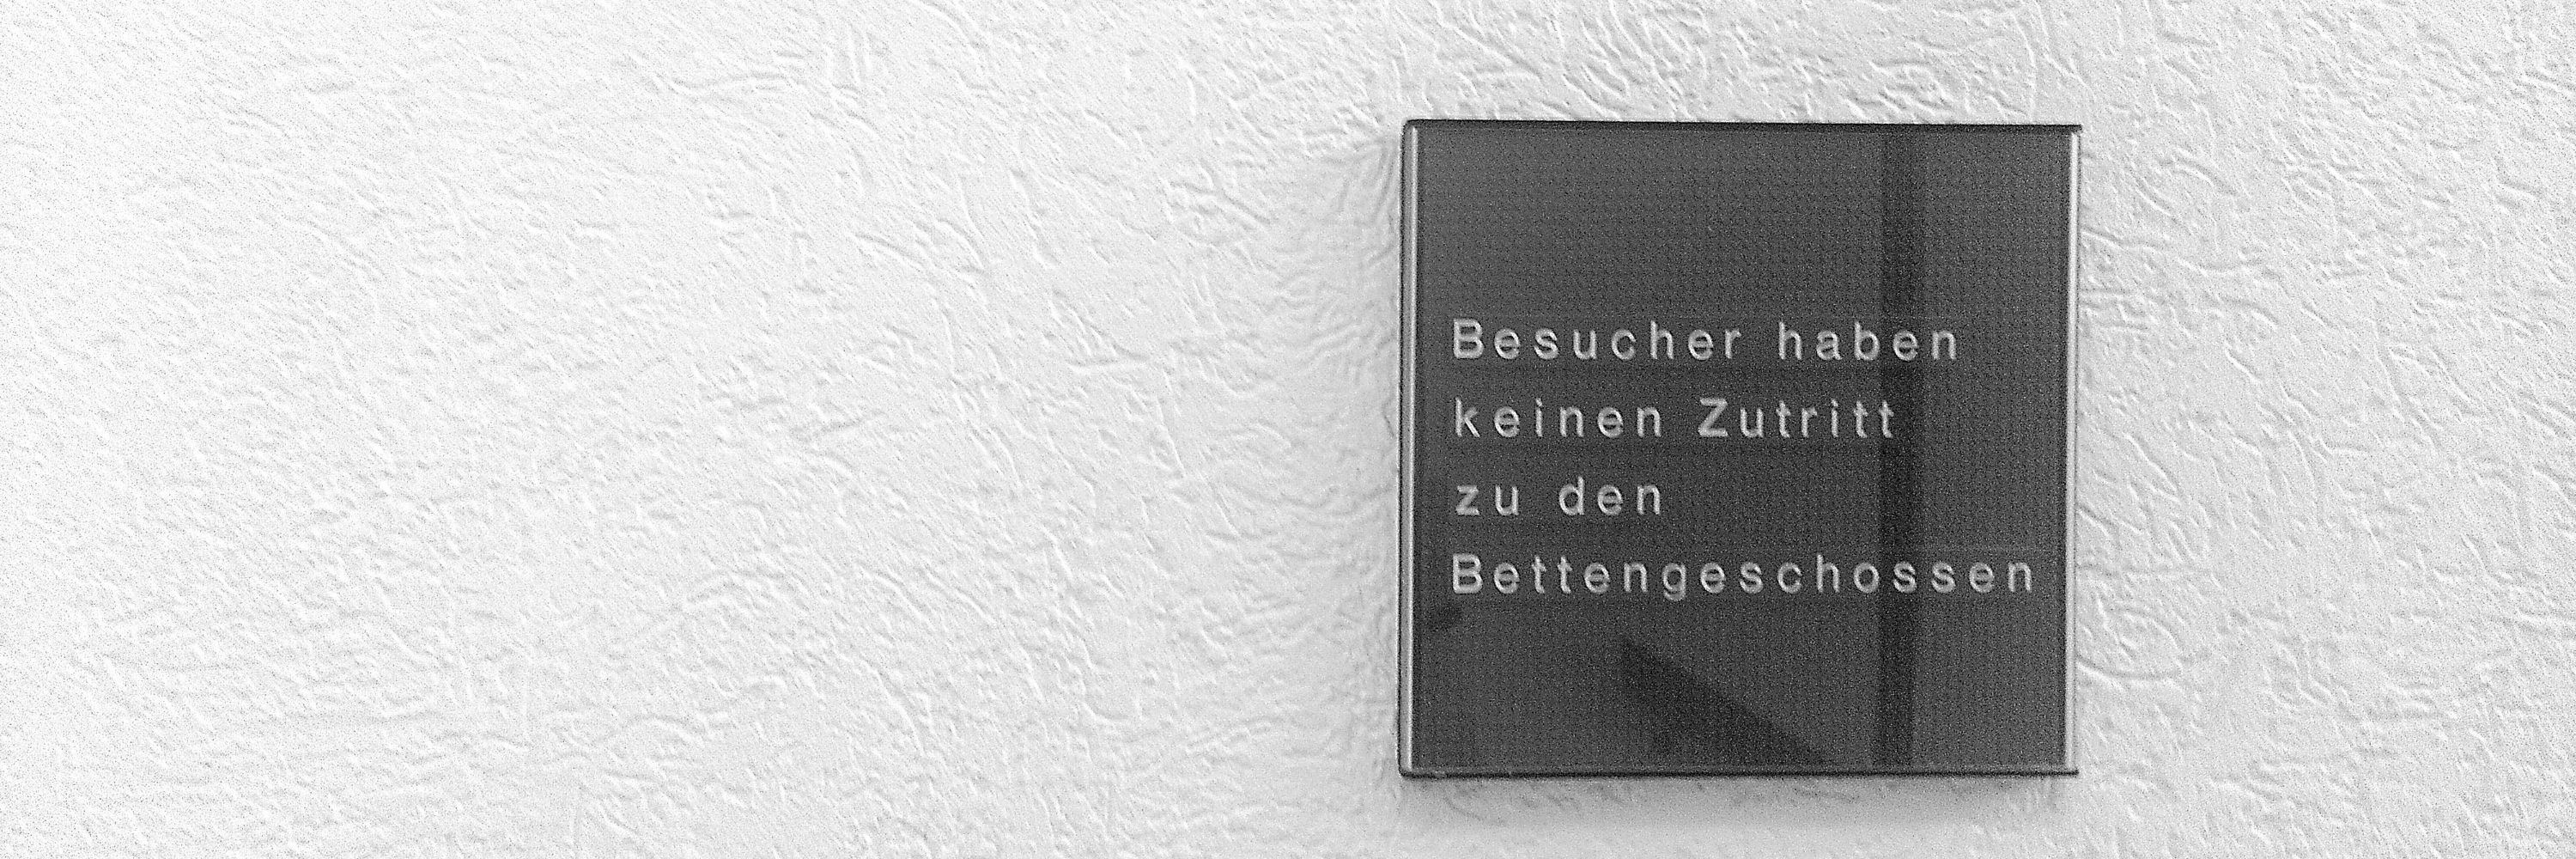 Besucher haben
keinen Zutritt
zu den
Bettengeschossen